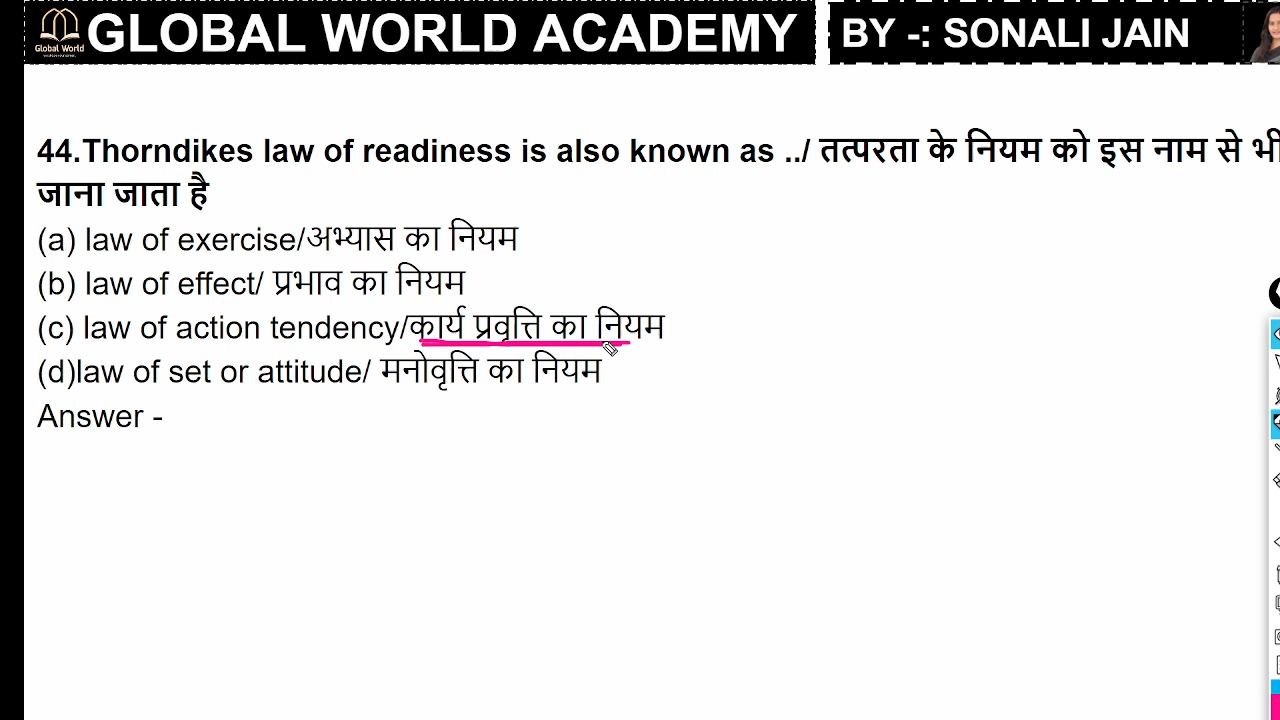 GLOBAL WORLD ACADEMY
BY -: SONALI JAIN
Global World
44.Thorndikes law of readiness is also known as ../ तत्परता के नियम को इस नाम से भी
जाना जाता है
(a) law of exercise/अभ्यास का नियम
(b) law of effect/ प्रभाव का नियम
(c) law of action tendency/कार्य प्रवृत्ति का नियम
(d)law of set or attitude/ मनोवृत्ति का नियम
Answer -